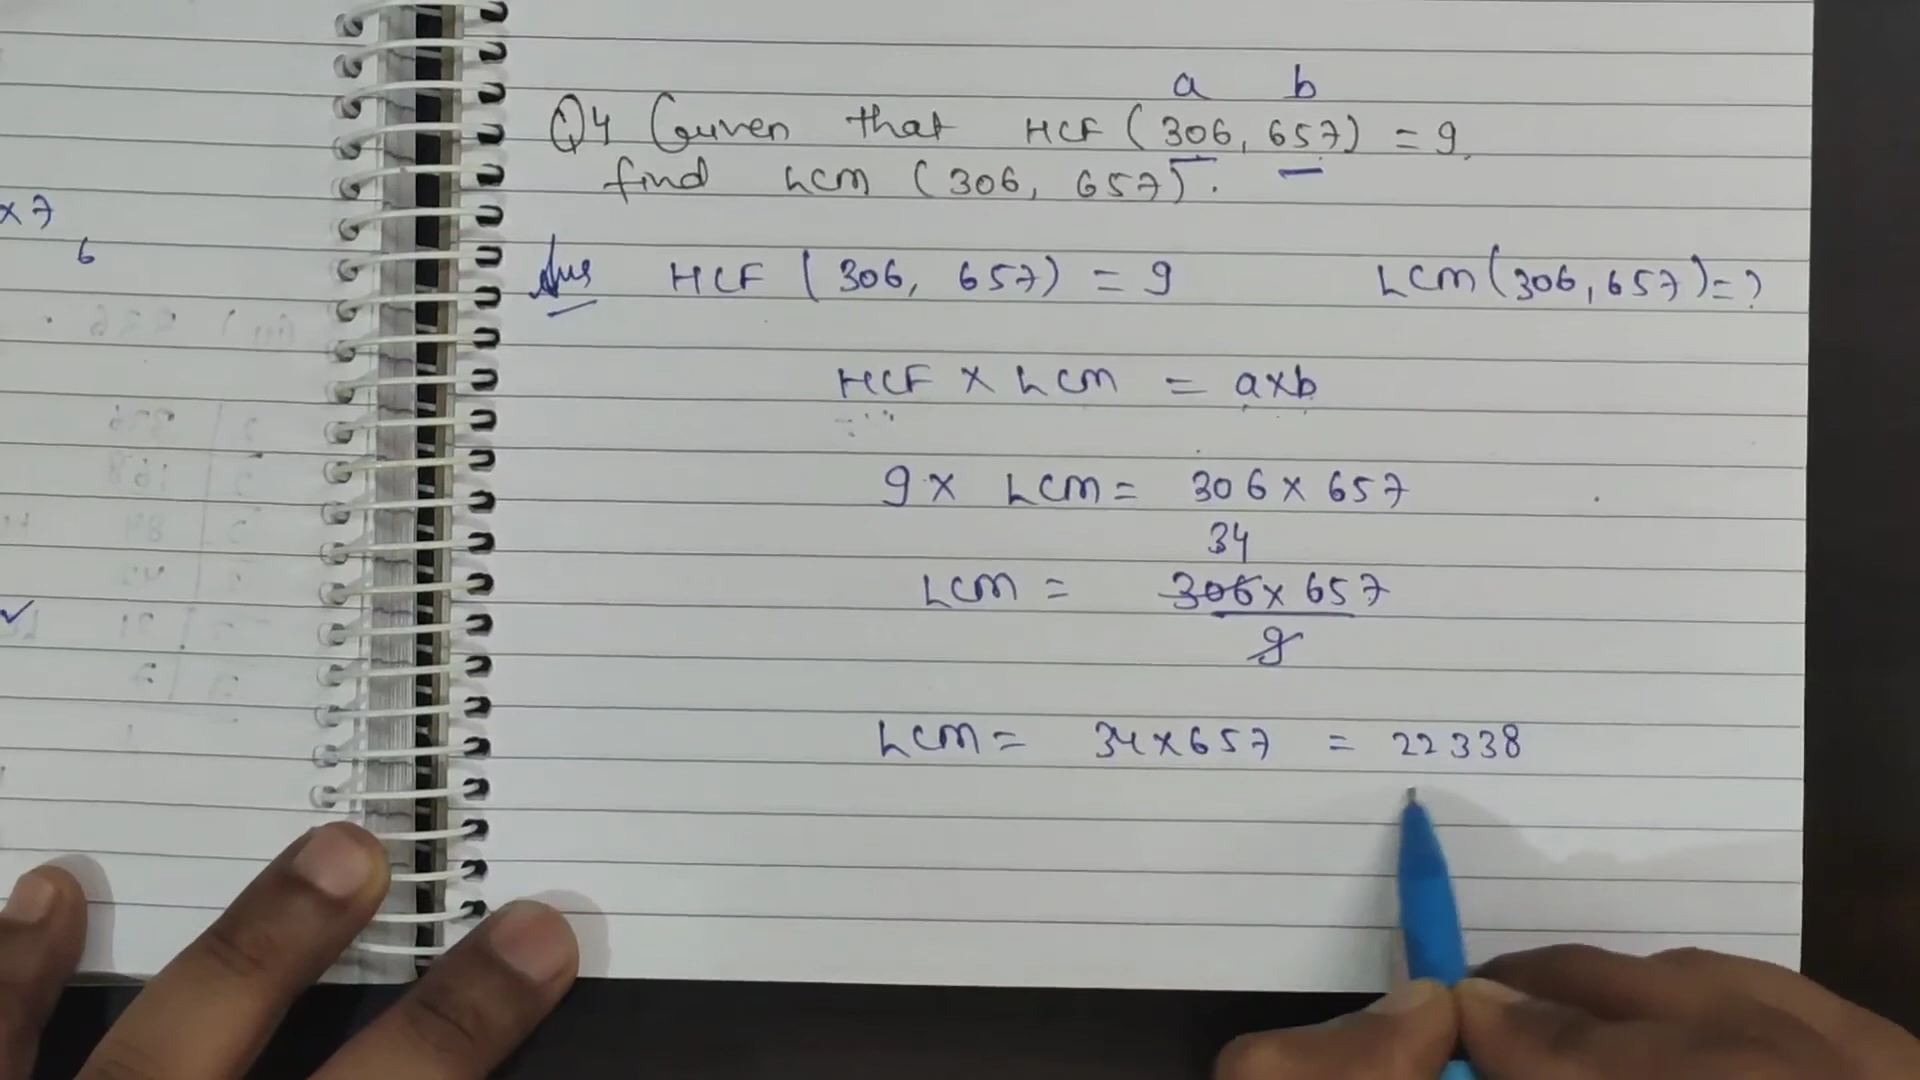 a b
Q4 Given that HCF (306, 657) = 9,
find LCM (306, 657).
x 7
6
Ans HCF (306, 657) = 9 LCM (306, 657) = ?
HCF x LCM = axb
9 x LCM = 306 x 657
34
LCM = 306 x 657
9
LCM = 34 x 657 = 22338